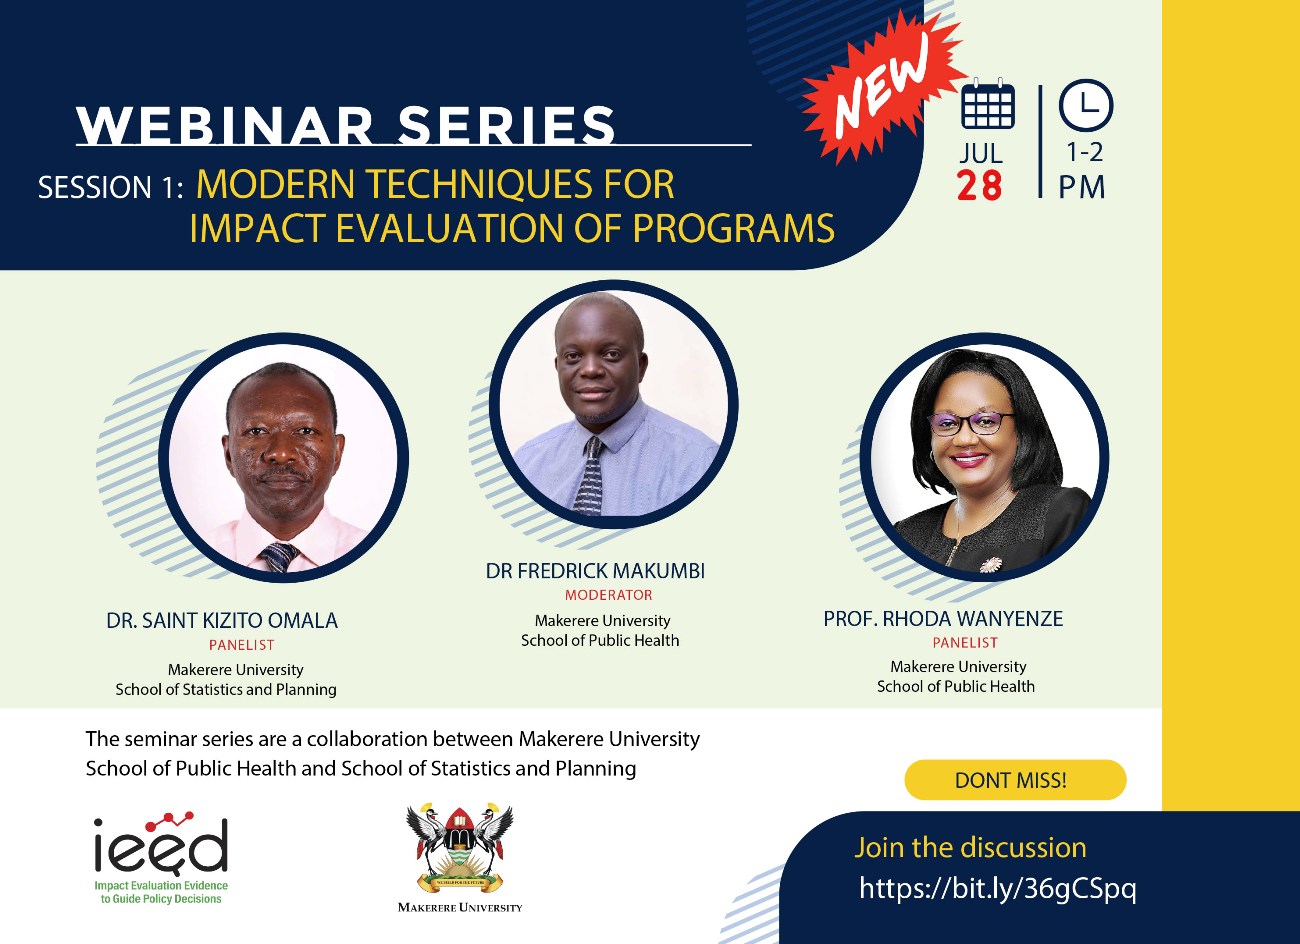 WEBINAR SERIES
SESSION 1: MODERN TECHNIQUES FOR
IMPACT EVALUATION OF PROGRAMS
NEW
JUL
28
1-2
PM
DR. SAINT KIZITO OMALA
PANELIST
Makerere University
School of Statistics and Planning
DR FREDRICK MAKUMBI
MODERATOR
Makerere University
School of Public Health
PROF. RHODA WANYENZE
PANELIST
Makerere University
School of Public Health
The seminar series are a collaboration between Makerere University
School of Public Health and School of Statistics and Planning
ieed
Impact Evaluation Evidence
to Guide Policy Decisions
MAKERERE UNIVERSITY
DONT MISS!
Join the discussion
https://bit.ly/36gCSpq